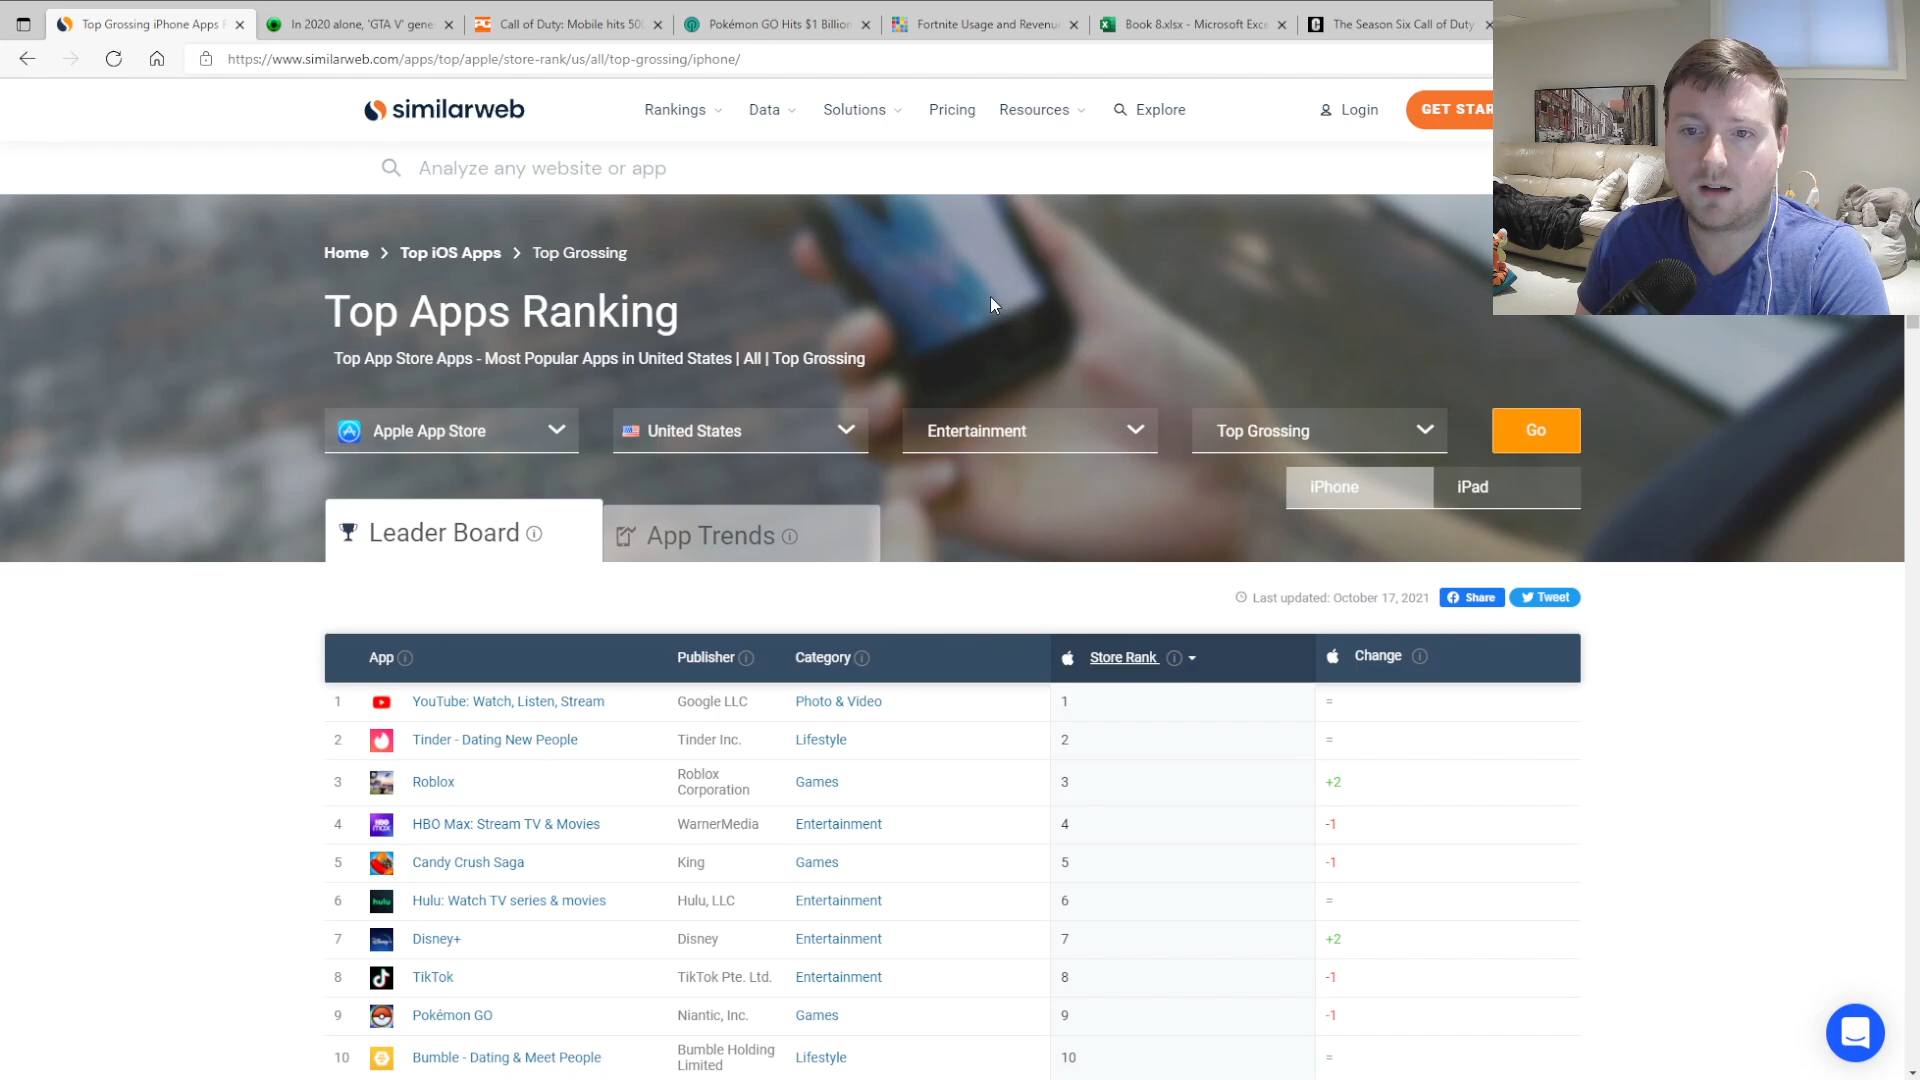 Top Grossing iPhone Apps
In 2020 alone, 'GTA V' gene
Call of Duty: Mobile hits 50
Pokémon GO Hits $1 Billion
Fortnite Usage and Revenu
Book 8.xlsx - Microsoft Exc
The Season Six Call of Duty
https://www.similarweb.com/apps/top/apple/store-rank/us/all/top-grossing/iphone/
similarweb
Rankings
Data
Solutions
Pricing
Resources
Explore
Login
GET STAR
Analyze any website or app
Home > Top iOS Apps > Top Grossing
Top Apps Ranking
Top App Store Apps - Most Popular Apps in United States | All | Top Grossing
Apple App Store
United States
Entertainment
Top Grossing
Go
iPhone
iPad
Leader Board
App Trends
Last updated: October 17, 2021
Share
Tweet
App Publisher Category Store Rank Change
1 YouTube: Watch, Listen, Stream Google LLC Photo & Video 1 =
2 Tinder - Dating New People Tinder Inc. Lifestyle 2 =
3 Roblox Roblox Corporation Games 3 +2
4 HBO Max: Stream TV & Movies WarnerMedia Entertainment 4 -1
5 Candy Crush Saga King Games 5 -1
6 hulu Hulu: Watch TV series & movies Hulu, LLC Entertainment 6 =
7 Disney+ Disney Entertainment 7 +2
8 TikTok TikTok Pte. Ltd. Entertainment 8 -1
9 Pokémon GO Niantic, Inc. Games 9 -1
10 Bumble - Dating & Meet People Bumble Holding Limited Lifestyle 10 =